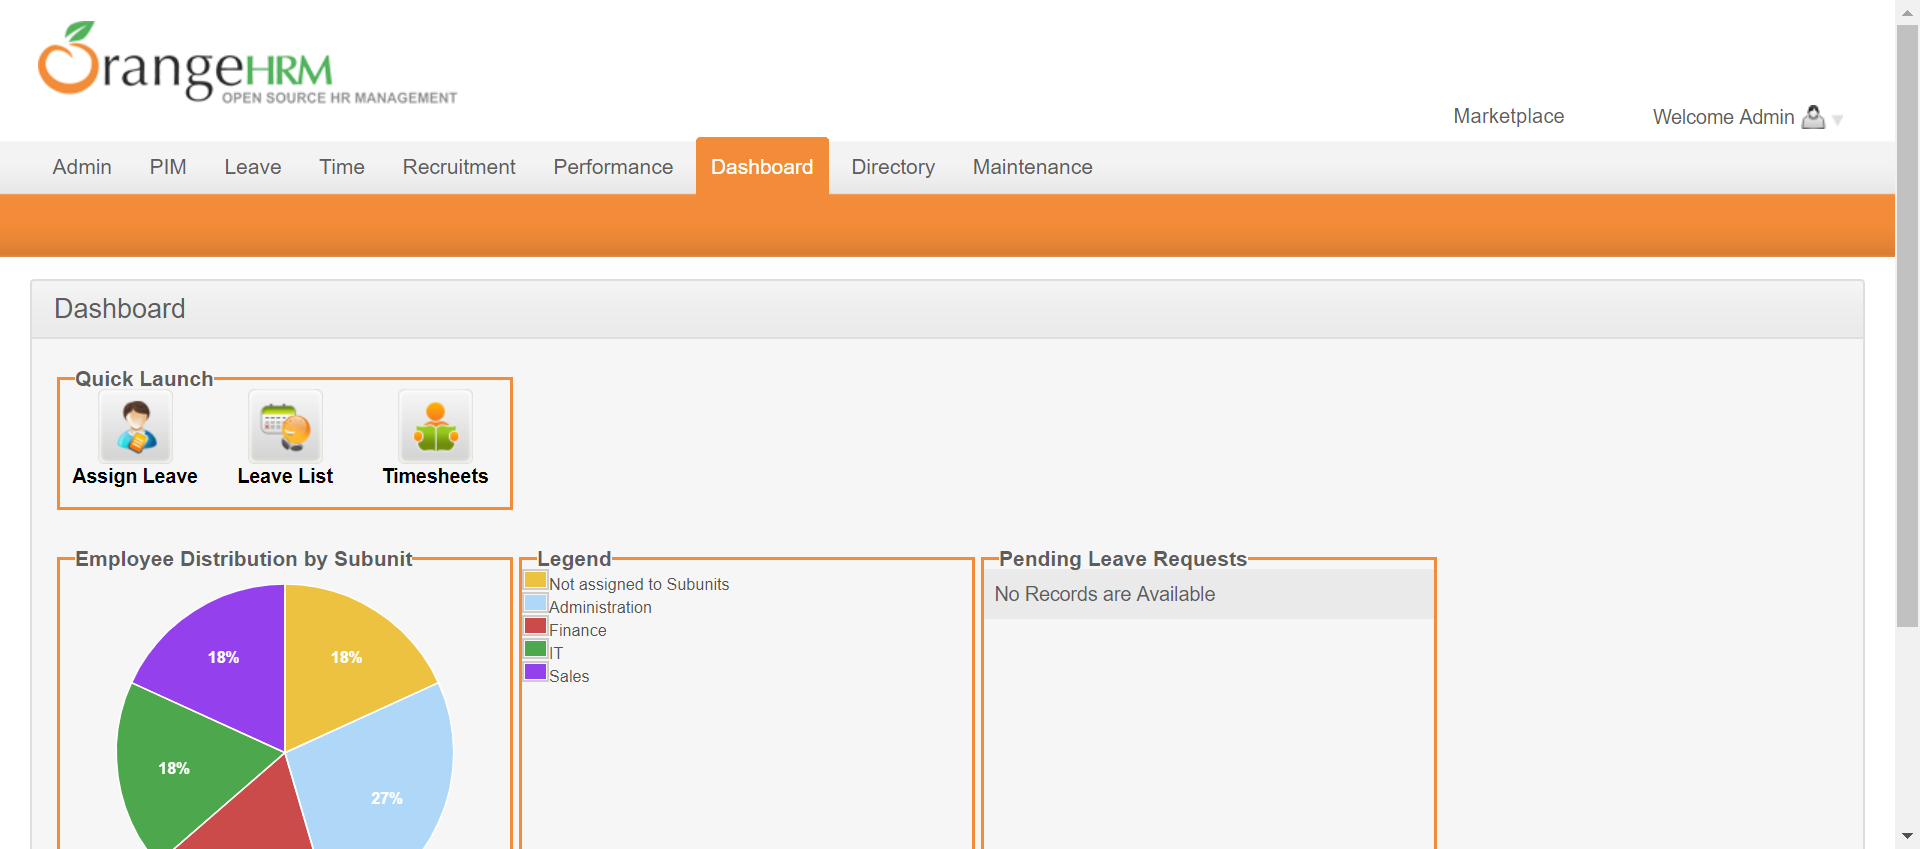 OrangeHRM
OPEN SOURCE HR MANAGEMENT
Marketplace
Welcome Admin
Admin PIM Leave Time Recruitment Performance Dashboard Directory Maintenance
Dashboard
Quick Launch
Assign Leave Leave List Timesheets
Employee Distribution by Subunit
18%
18%
18%
27%
Legend
Not assigned to Subunits
Administration
Finance
IT
Sales
Pending Leave Requests
No Records are Available